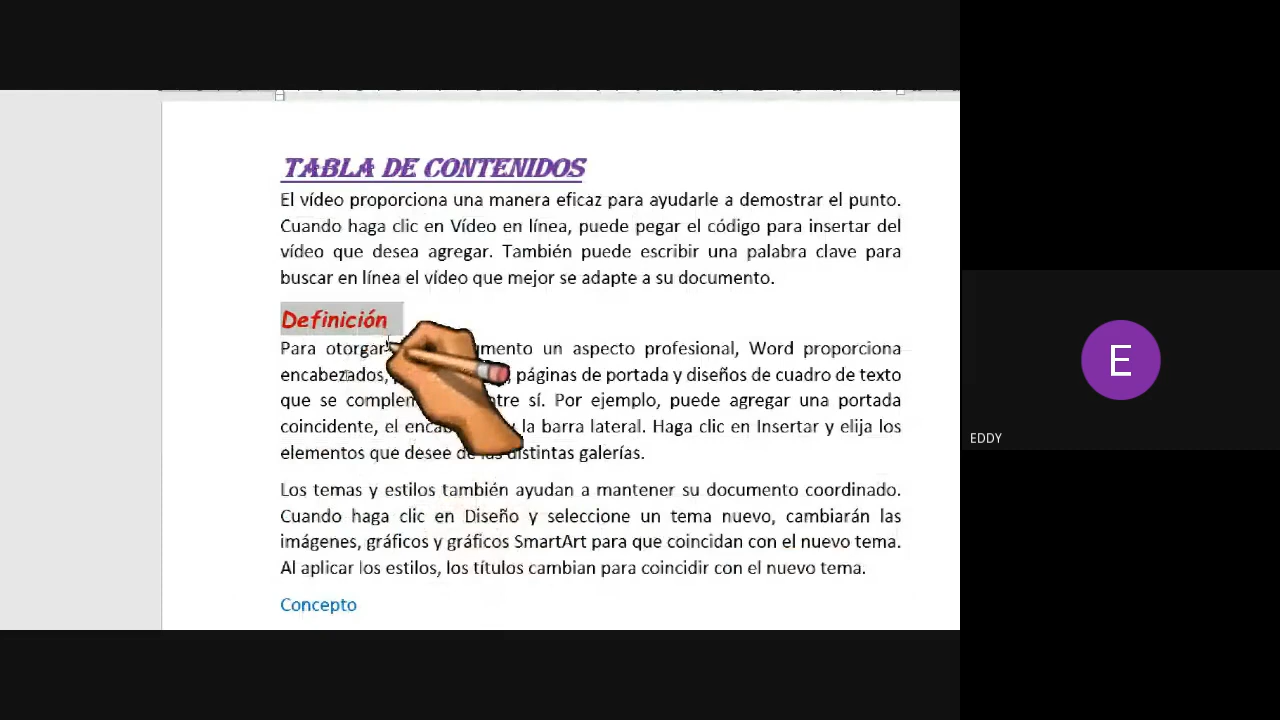 TABLA DE CONTENIDOS
El vídeo proporciona una manera eficaz para ayudarle a demostrar el punto.
Cuando haga clic en Vídeo en línea, puede pegar el código para insertar del
vídeo que desea agregar. También puede escribir una palabra clave para
buscar en línea el vídeo que mejor se adapte a su documento.
Definición
Para otorgar un aspecto profesional, Word proporciona
encabezados, páginas de portada y diseños de cuadro de texto
que se entre sí. Por ejemplo, puede agregar una portada
coincidente, el y la barra lateral. Haga clic en Insertar y elija los
elementos que desee de las distintas galerías.
Los temas y estilos también ayudan a mantener su documento coordinado.
Cuando haga clic en Diseño y seleccione un tema nuevo, cambiarán las
imágenes, gráficos y gráficos SmartArt para que coincidan con el nuevo tema.
Al aplicar los estilos, los títulos cambian para coincidir con el nuevo tema.
Concepto
E
EDDY